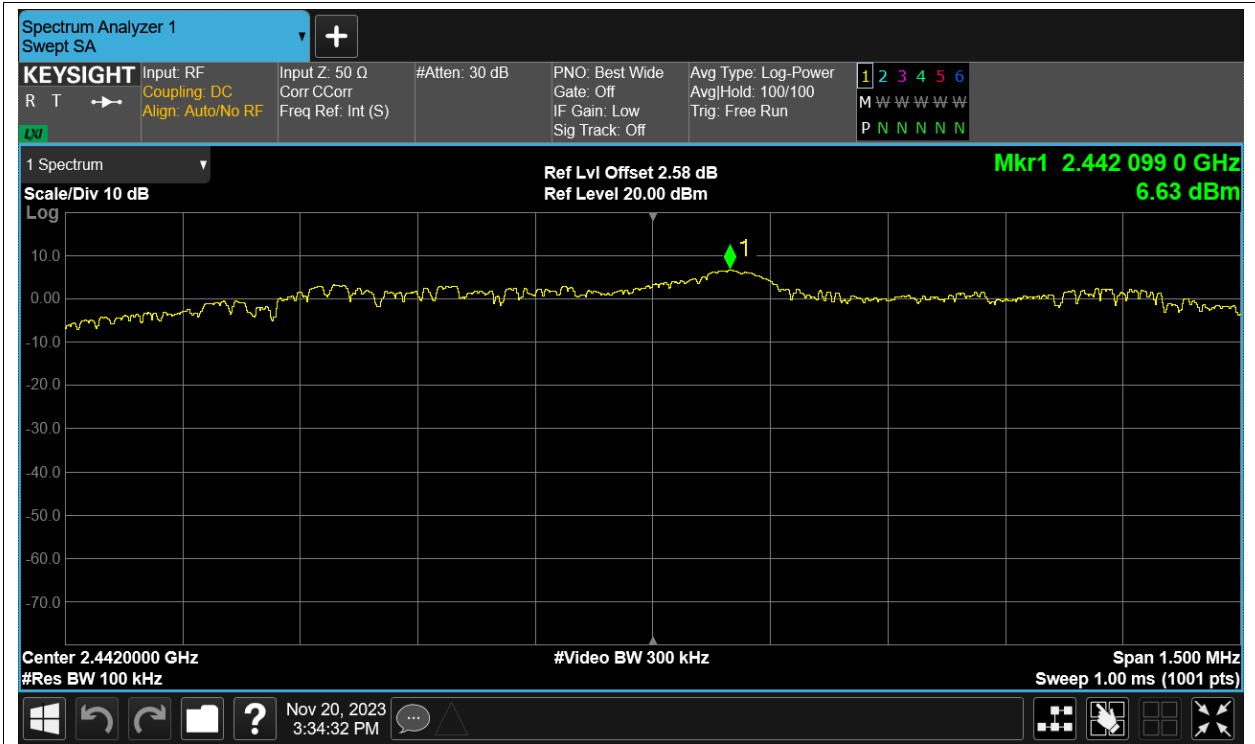 Spectrum Analyzer 1
Swept SA
KEYSIGHT
R T
LXI
Input: RF
Coupling: DC
Align: Auto/No RF
Input Z: 50 Ω
Corr CCorr
Freq Ref: Int (S)
#Atten: 30 dB
PNO: Best Wide
Gate: Off
IF Gain: Low
Sig Track: Off
Avg Type: Log-Power
Avg|Hold: 100/100
Trig: Free Run
1 2 3 4 5 6
M W W W W W
P N N N N N
1 Spectrum
Scale/Div 10 dB
Ref Lvl Offset 2.58 dB
Ref Level 20.00 dBm
Mkr1 2.442 099 0 GHz
6.63 dBm
Log
1
10.0
0.00
-10.0
-20.0
-30.0
-40.0
-50.0
-60.0
-70.0
Center 2.4420000 GHz
#Res BW 100 kHz
#Video BW 300 kHz
Span 1.500 MHz
Sweep 1.00 ms (1001 pts)
?
Nov 20, 2023
3:34:32 PM